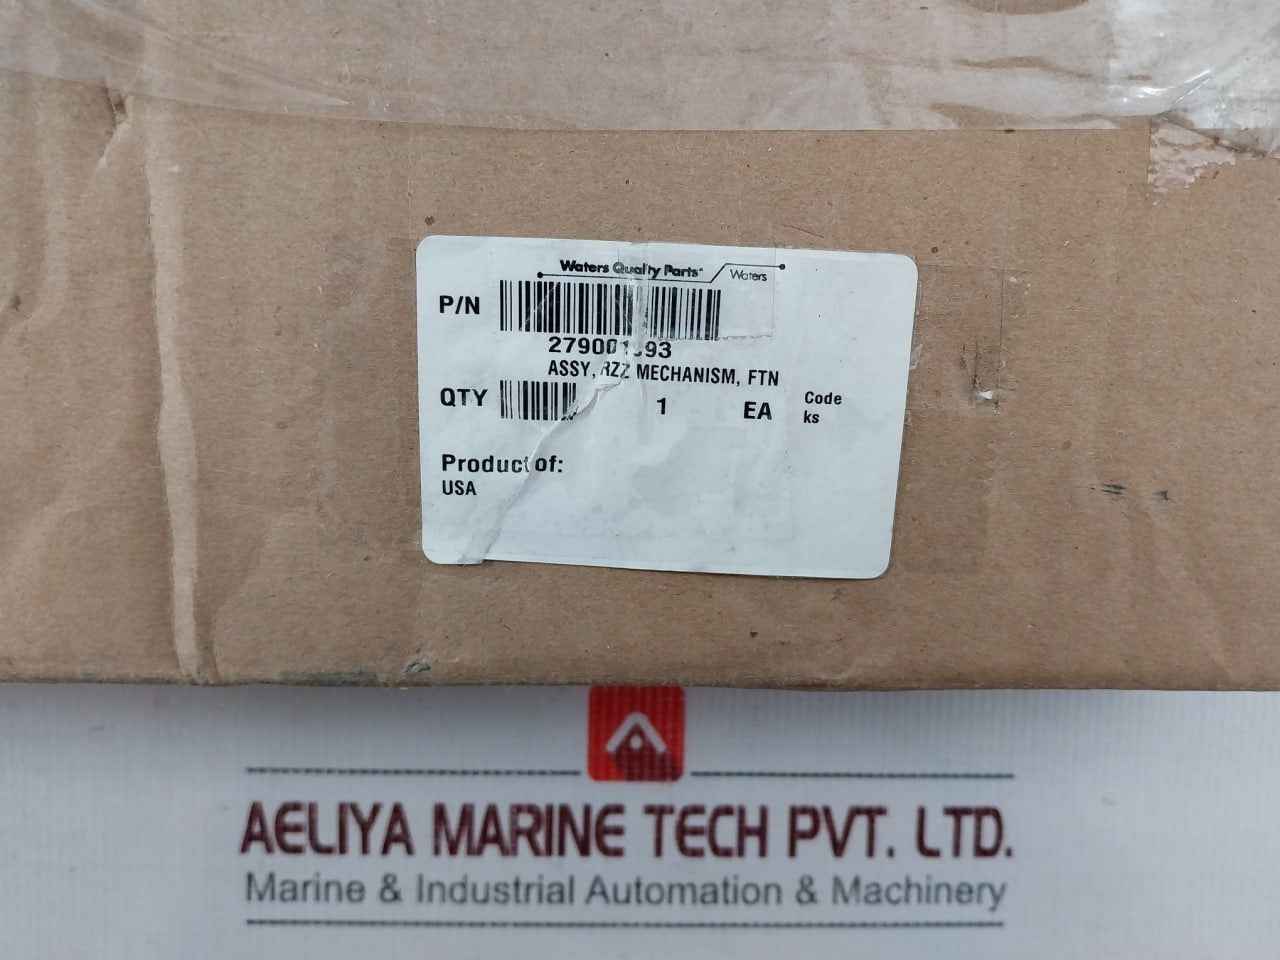 Waters Quality Parts
Waters
P/N
ASSY, RZZ MECHANISM, FTN
QTY 1 EA
Code
ks
Product of:
USA
AELIYA MARINE TECH PVT. LTD.
Marine & Industrial Automation & Machinery